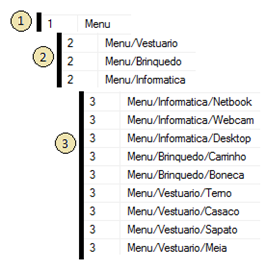 1 1 Menu
2 Menu/Vestuario
2 2 Menu/Brinquedo
2 Menu/Informatica
3 Menu/Informatica/Netbook
3 Menu/Informatica/Webcam
3 Menu/Informatica/Desktop
3 3 Menu/Brinquedo/Carrinho
3 Menu/Brinquedo/Boneca
3 Menu/Vestuario/Terno
3 Menu/Vestuario/Casaco
3 Menu/Vestuario/Sapato
3 Menu/Vestuario/Meia